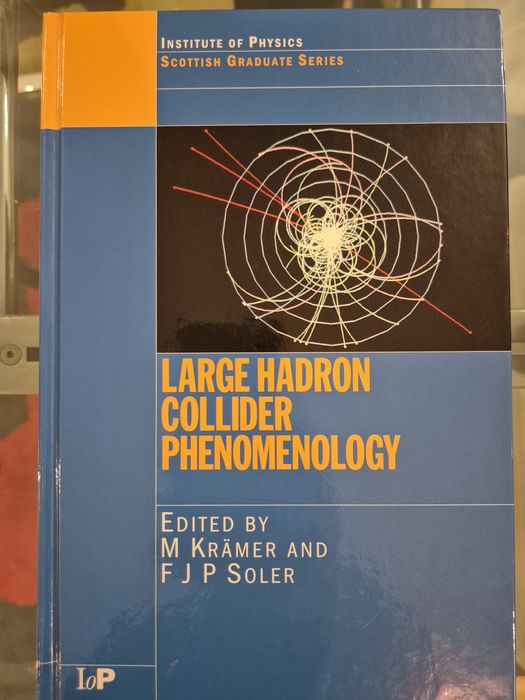 INSTITUTE OF PHYSICS
SCOTTISH GRADUATE SERIES
LARGE HADRON
COLLIDER
PHENOMENOLOGY
EDITED BY
M KRÄMER AND
F J P SOLER
IoP